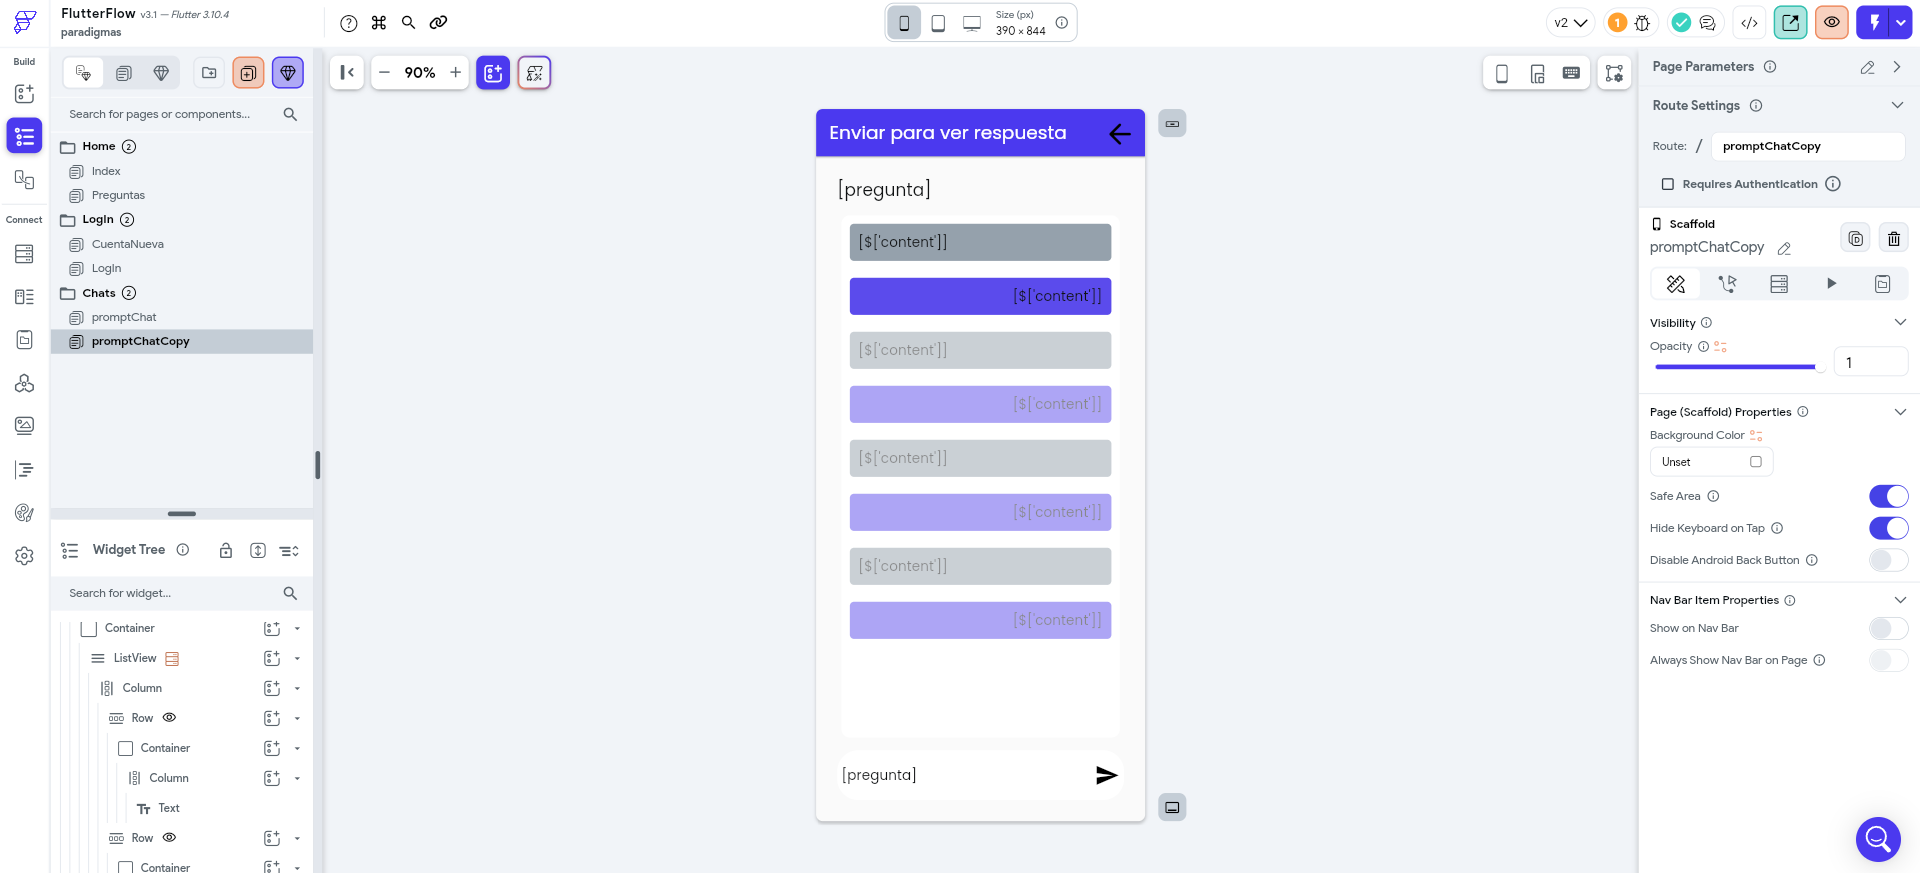 FlutterFlow v3.1 — Flutter 3.10.4
paradigmas
Size (px)
390 × 844
v2
1
Build
Connect
Search for pages or components...
Home 2
Index
Preguntas
LogIn 2
CuentaNueva
LogIn
Chats 2
promptChat
promptChatCopy
Widget Tree
Search for widget...
Container
ListView
Column
Row
Container
Column
Text
Row
Container
90%
Enviar para ver respuesta
[pregunta]
[$['content']]
[$['content']]
[$['content']]
[$['content']]
[$['content']]
[$['content']]
[$['content']]
[$['content']]
[pregunta]
Page Parameters
Route Settings
Route: / promptChatCopy
Requires Authentication
Scaffold
promptChatCopy
Visibility
Opacity
1
Page (Scaffold) Properties
Background Color
Unset
Safe Area
Hide Keyboard on Tap
Disable Android Back Button
Nav Bar Item Properties
Show on Nav Bar
Always Show Nav Bar on Page